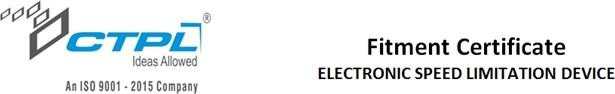 CTPL®
Ideas Allowed
An ISO 9001 - 2015 Company
Fitment Certificate
ELECTRONIC SPEED LIMITATION DEVICE